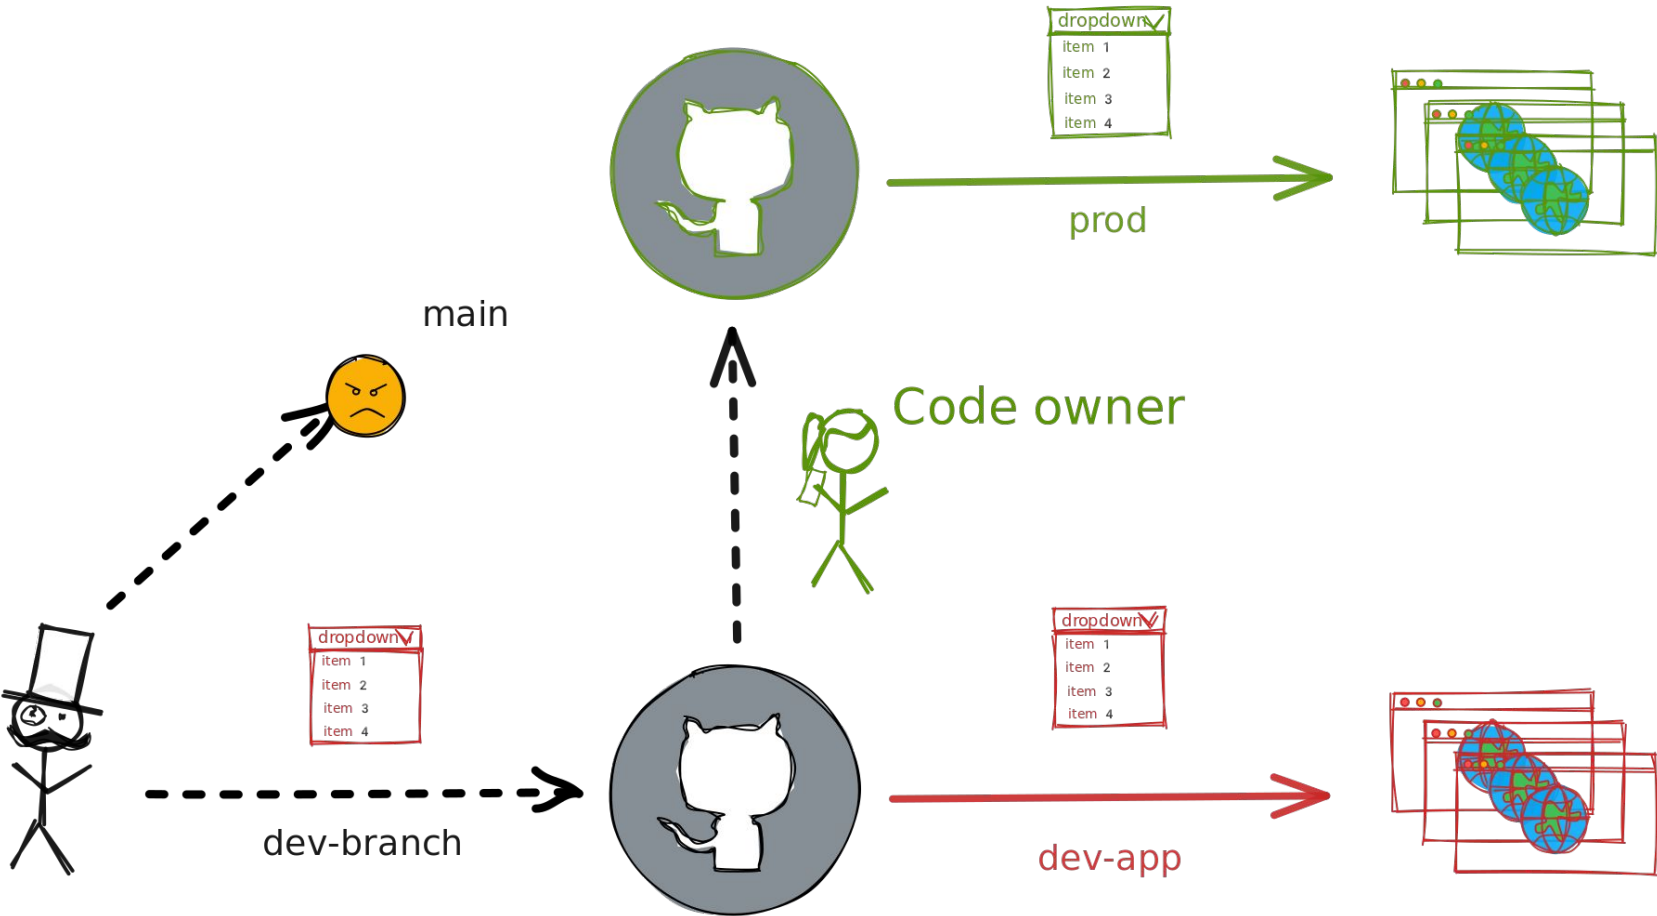 dropdown
item 1
item 2
item 3
item 4
prod
main
Code owner
dropdown
item 1
item 2
item 3
item 4
dropdown
item 1
item 2
item 3
item 4
dev-branch
dev-app